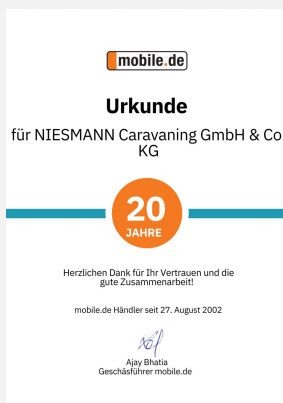 mobile.de
Urkunde
für NIESMANN Caravaning GmbH & Co
KG
20
JAHRE
Herzlichen Dank für Ihr Vertrauen und die
gute Zusammenarbeit!
mobile.de Händler seit 27. August 2002
Ajay Bhatia
Geschäsführer mobile.de